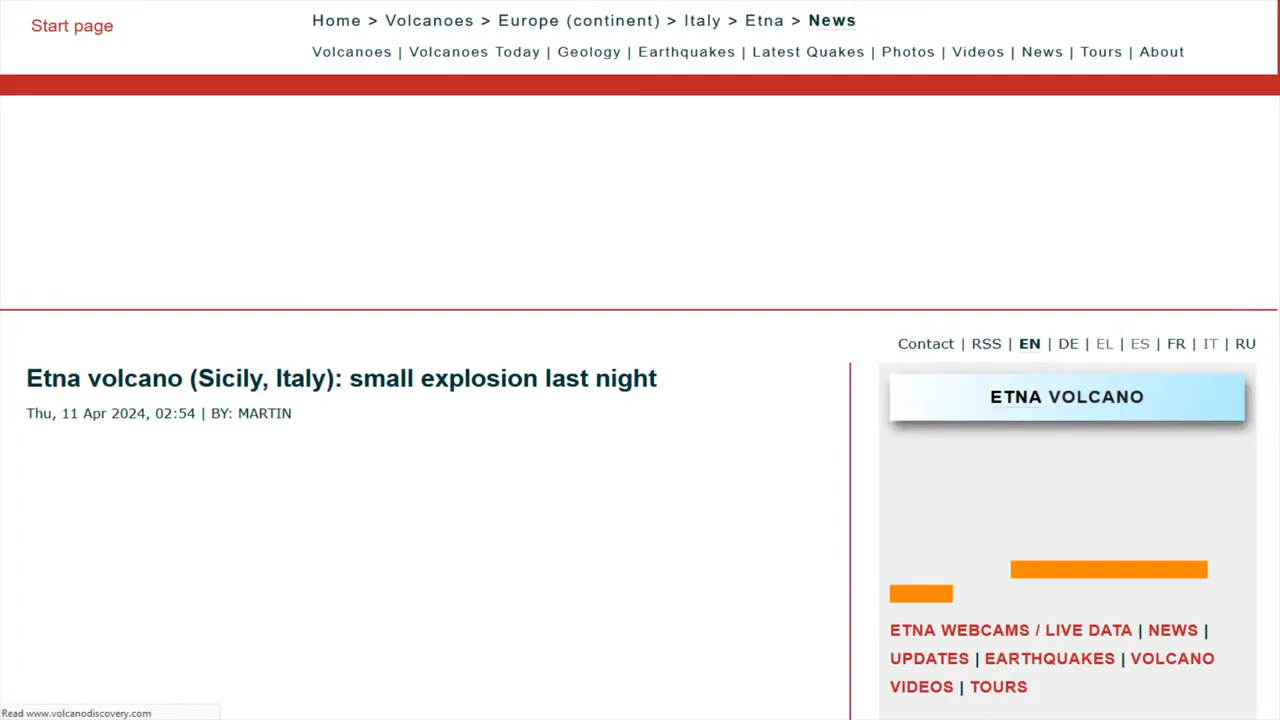 Start page
Home > Volcanoes > Europe (continent) > Italy > Etna > News
Volcanoes | Volcanoes Today | Geology | Earthquakes | Latest Quakes | Photos | Videos | News | Tours | About
Contact | RSS | EN | DE | EL | ES | FR | IT | RU
Etna volcano (Sicily, Italy): small explosion last night
Thu, 11 Apr 2024, 02:54 | BY: MARTIN
ETNA VOLCANO
ETNA WEBCAMS / LIVE DATA | NEWS |
UPDATES | EARTHQUAKES | VOLCANO
VIDEOS | TOURS
Read www.volcanodiscovery.com